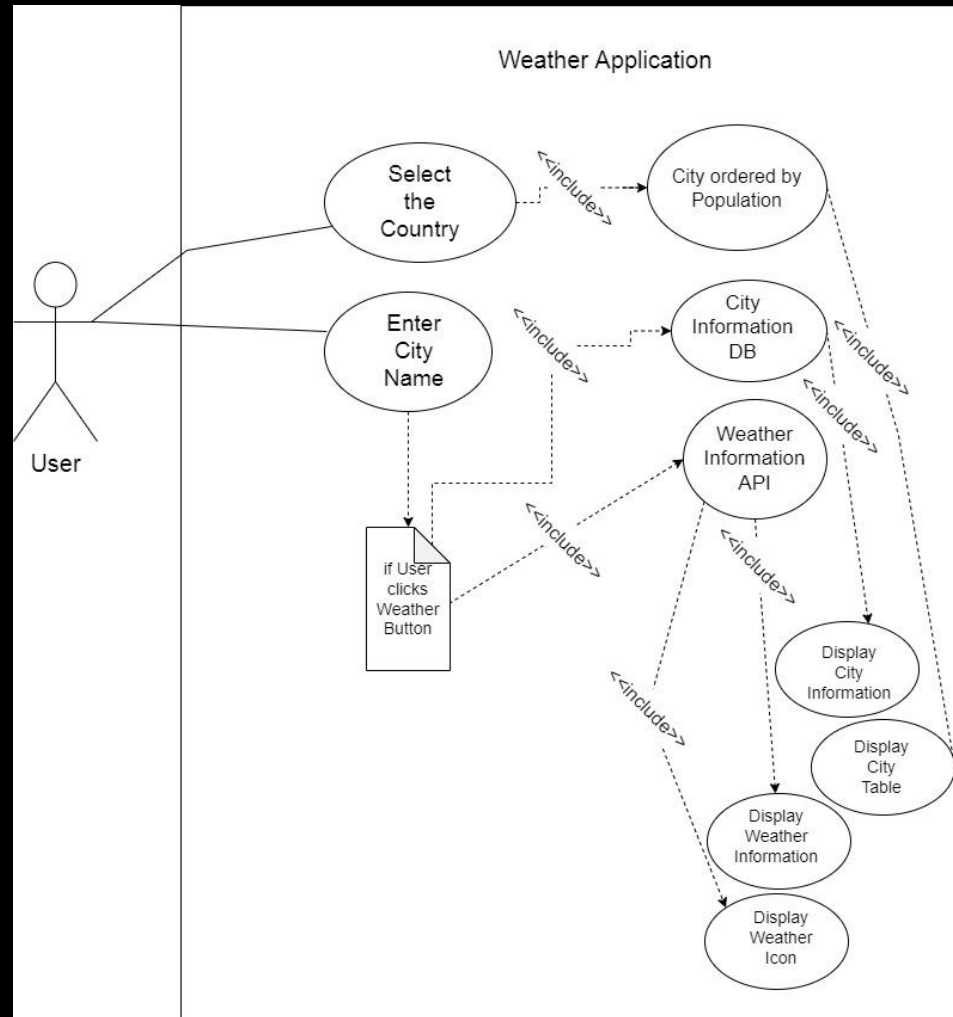 Weather Application
Select
the
Country
<<include>>
City ordered by
Population
Enter
City
Name
<<include>>
City
Information
DB
<<include>>
<<include>>
Weather
Information
API
User
if User
clicks
Weather
Button
<<include>>
<<include>>
<<include>>
Display
City
Information
Display
City
Table
Display
Weather
Information
Display
Weather
Icon